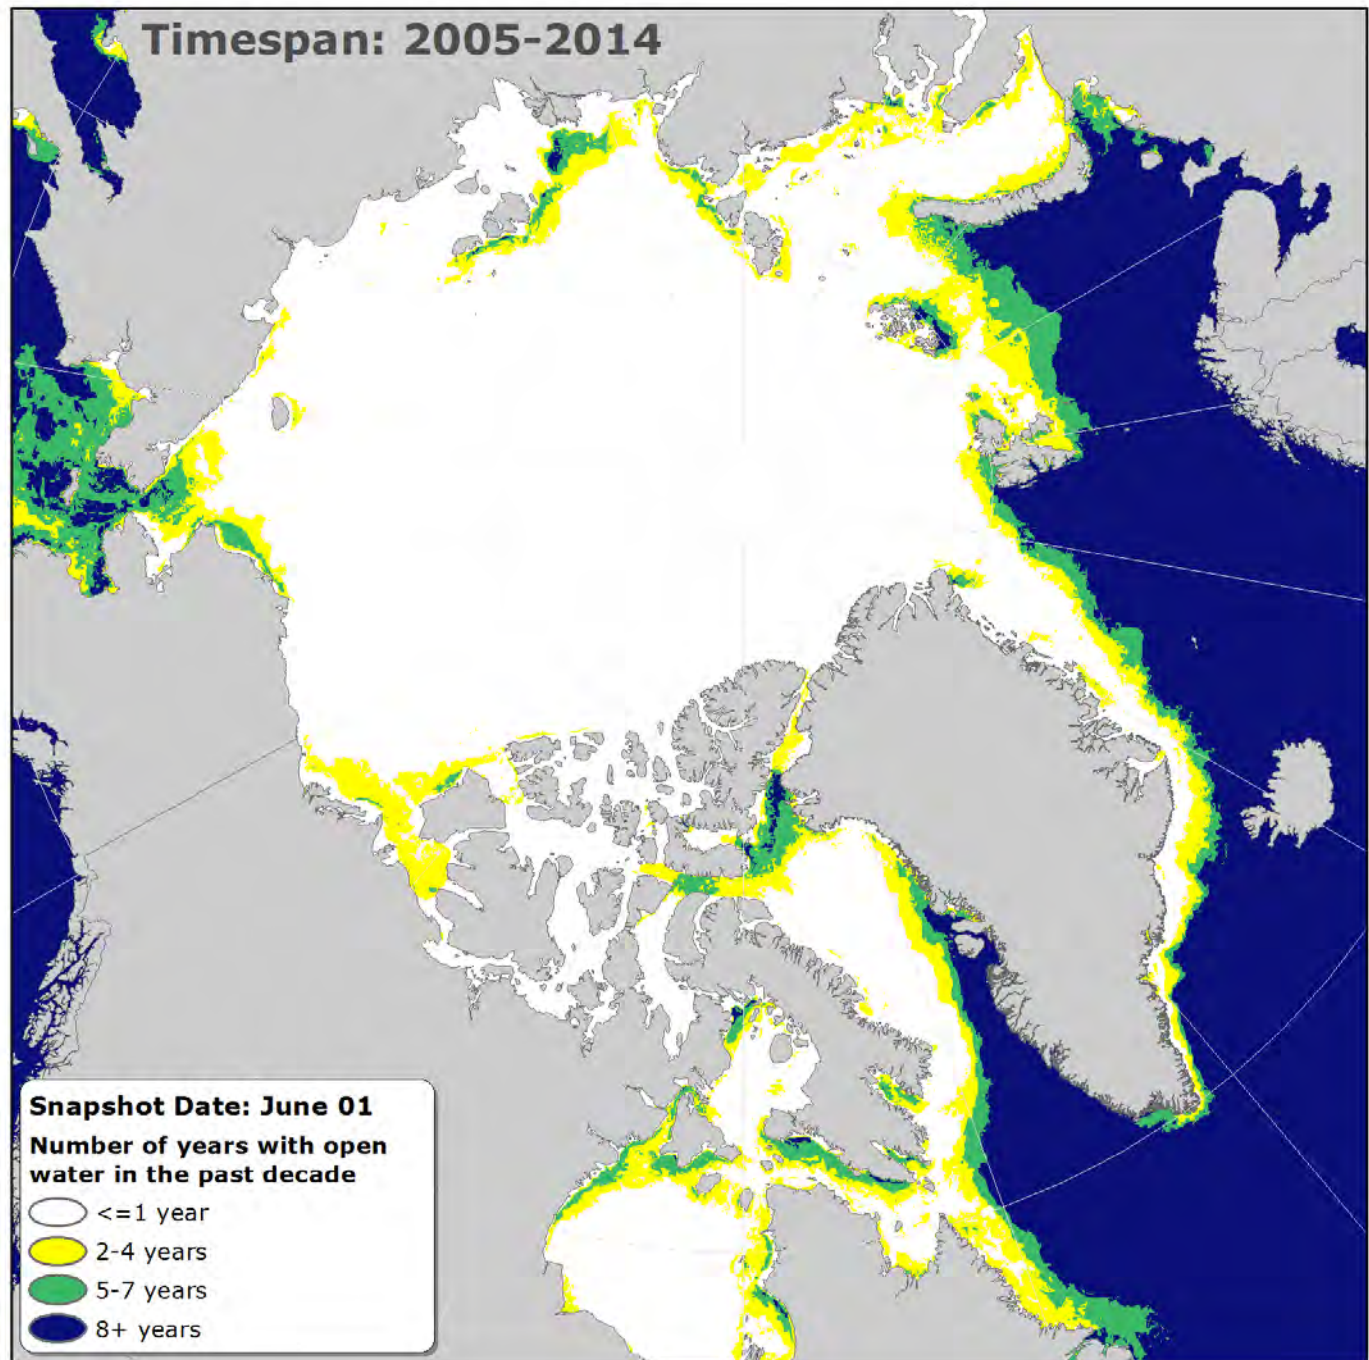 Timespan: 2005-2014
Snapshot Date: June 01
Number of years with open
water in the past decade
<=1 year
2-4 years
5-7 years
8+ years